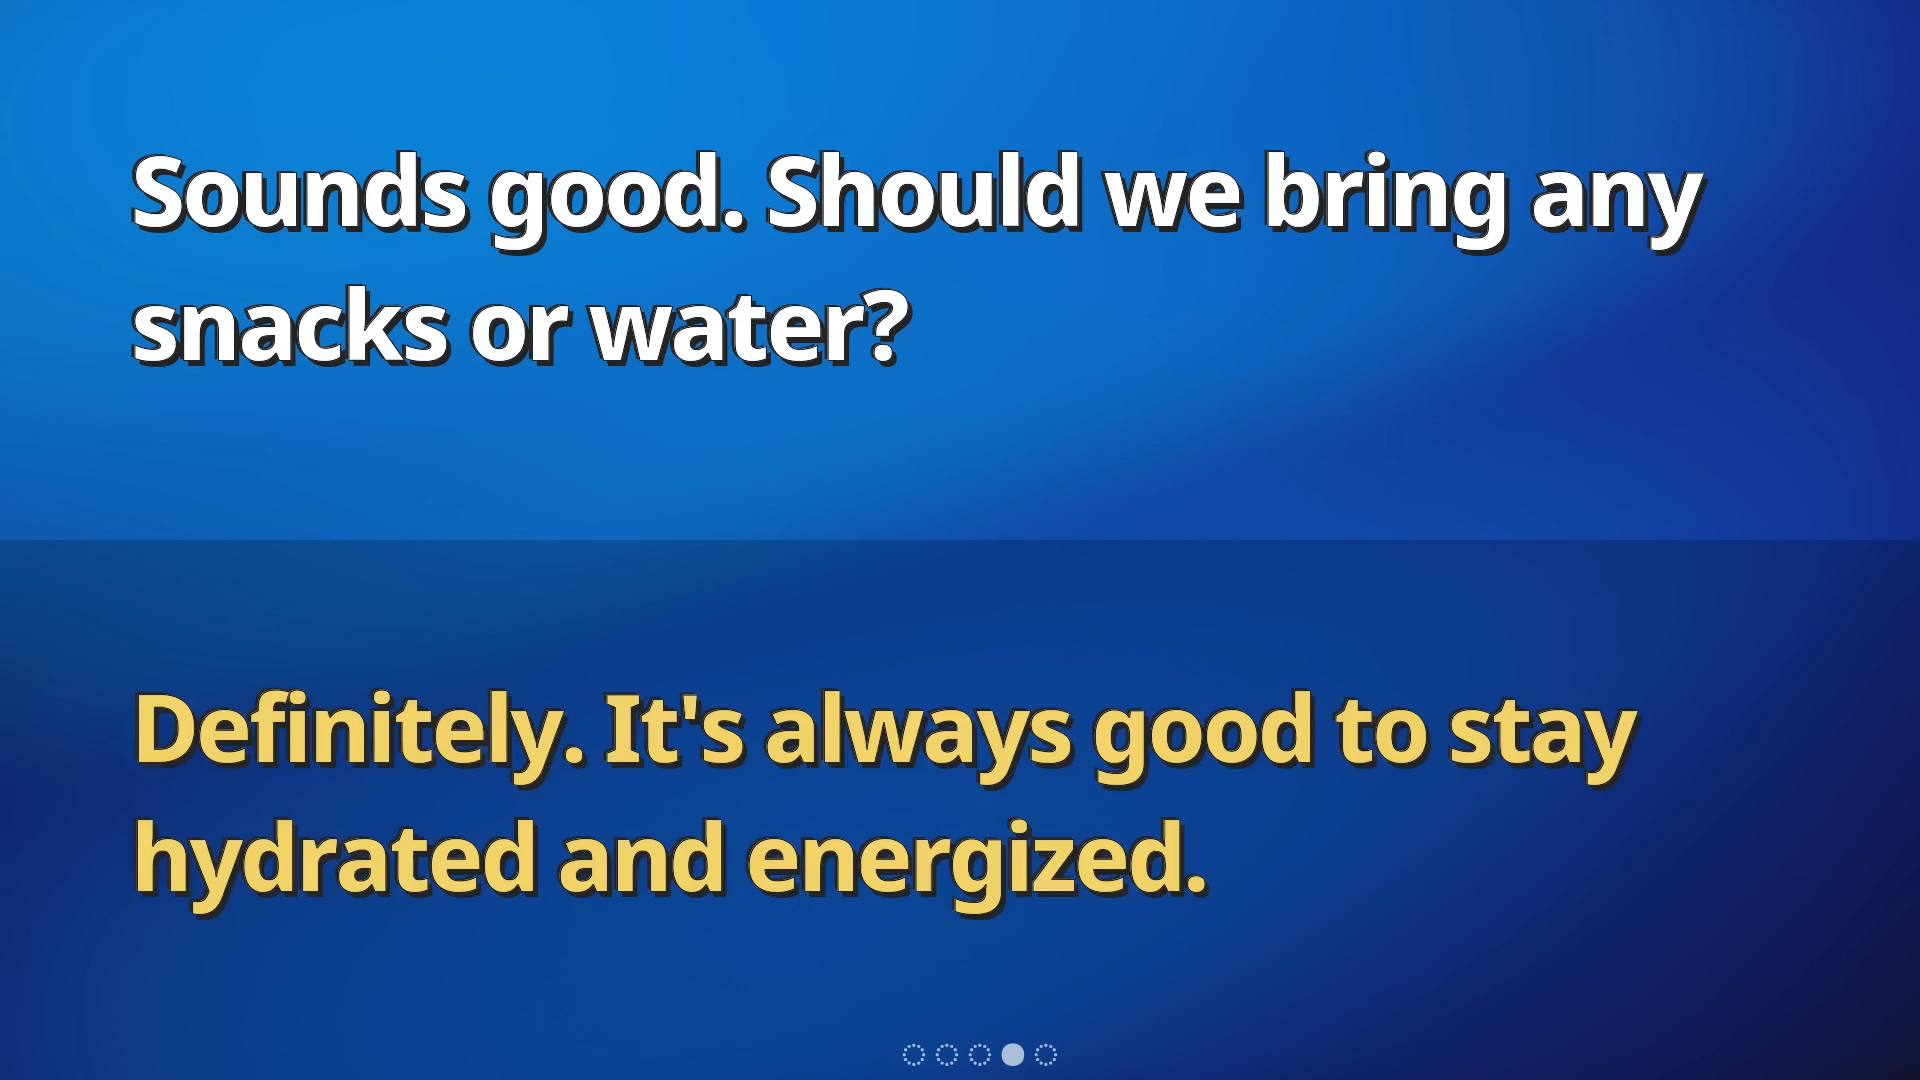 Sounds good. Should we bring any
snacks or water?
Definitely. It's always good to stay
hydrated and energized.